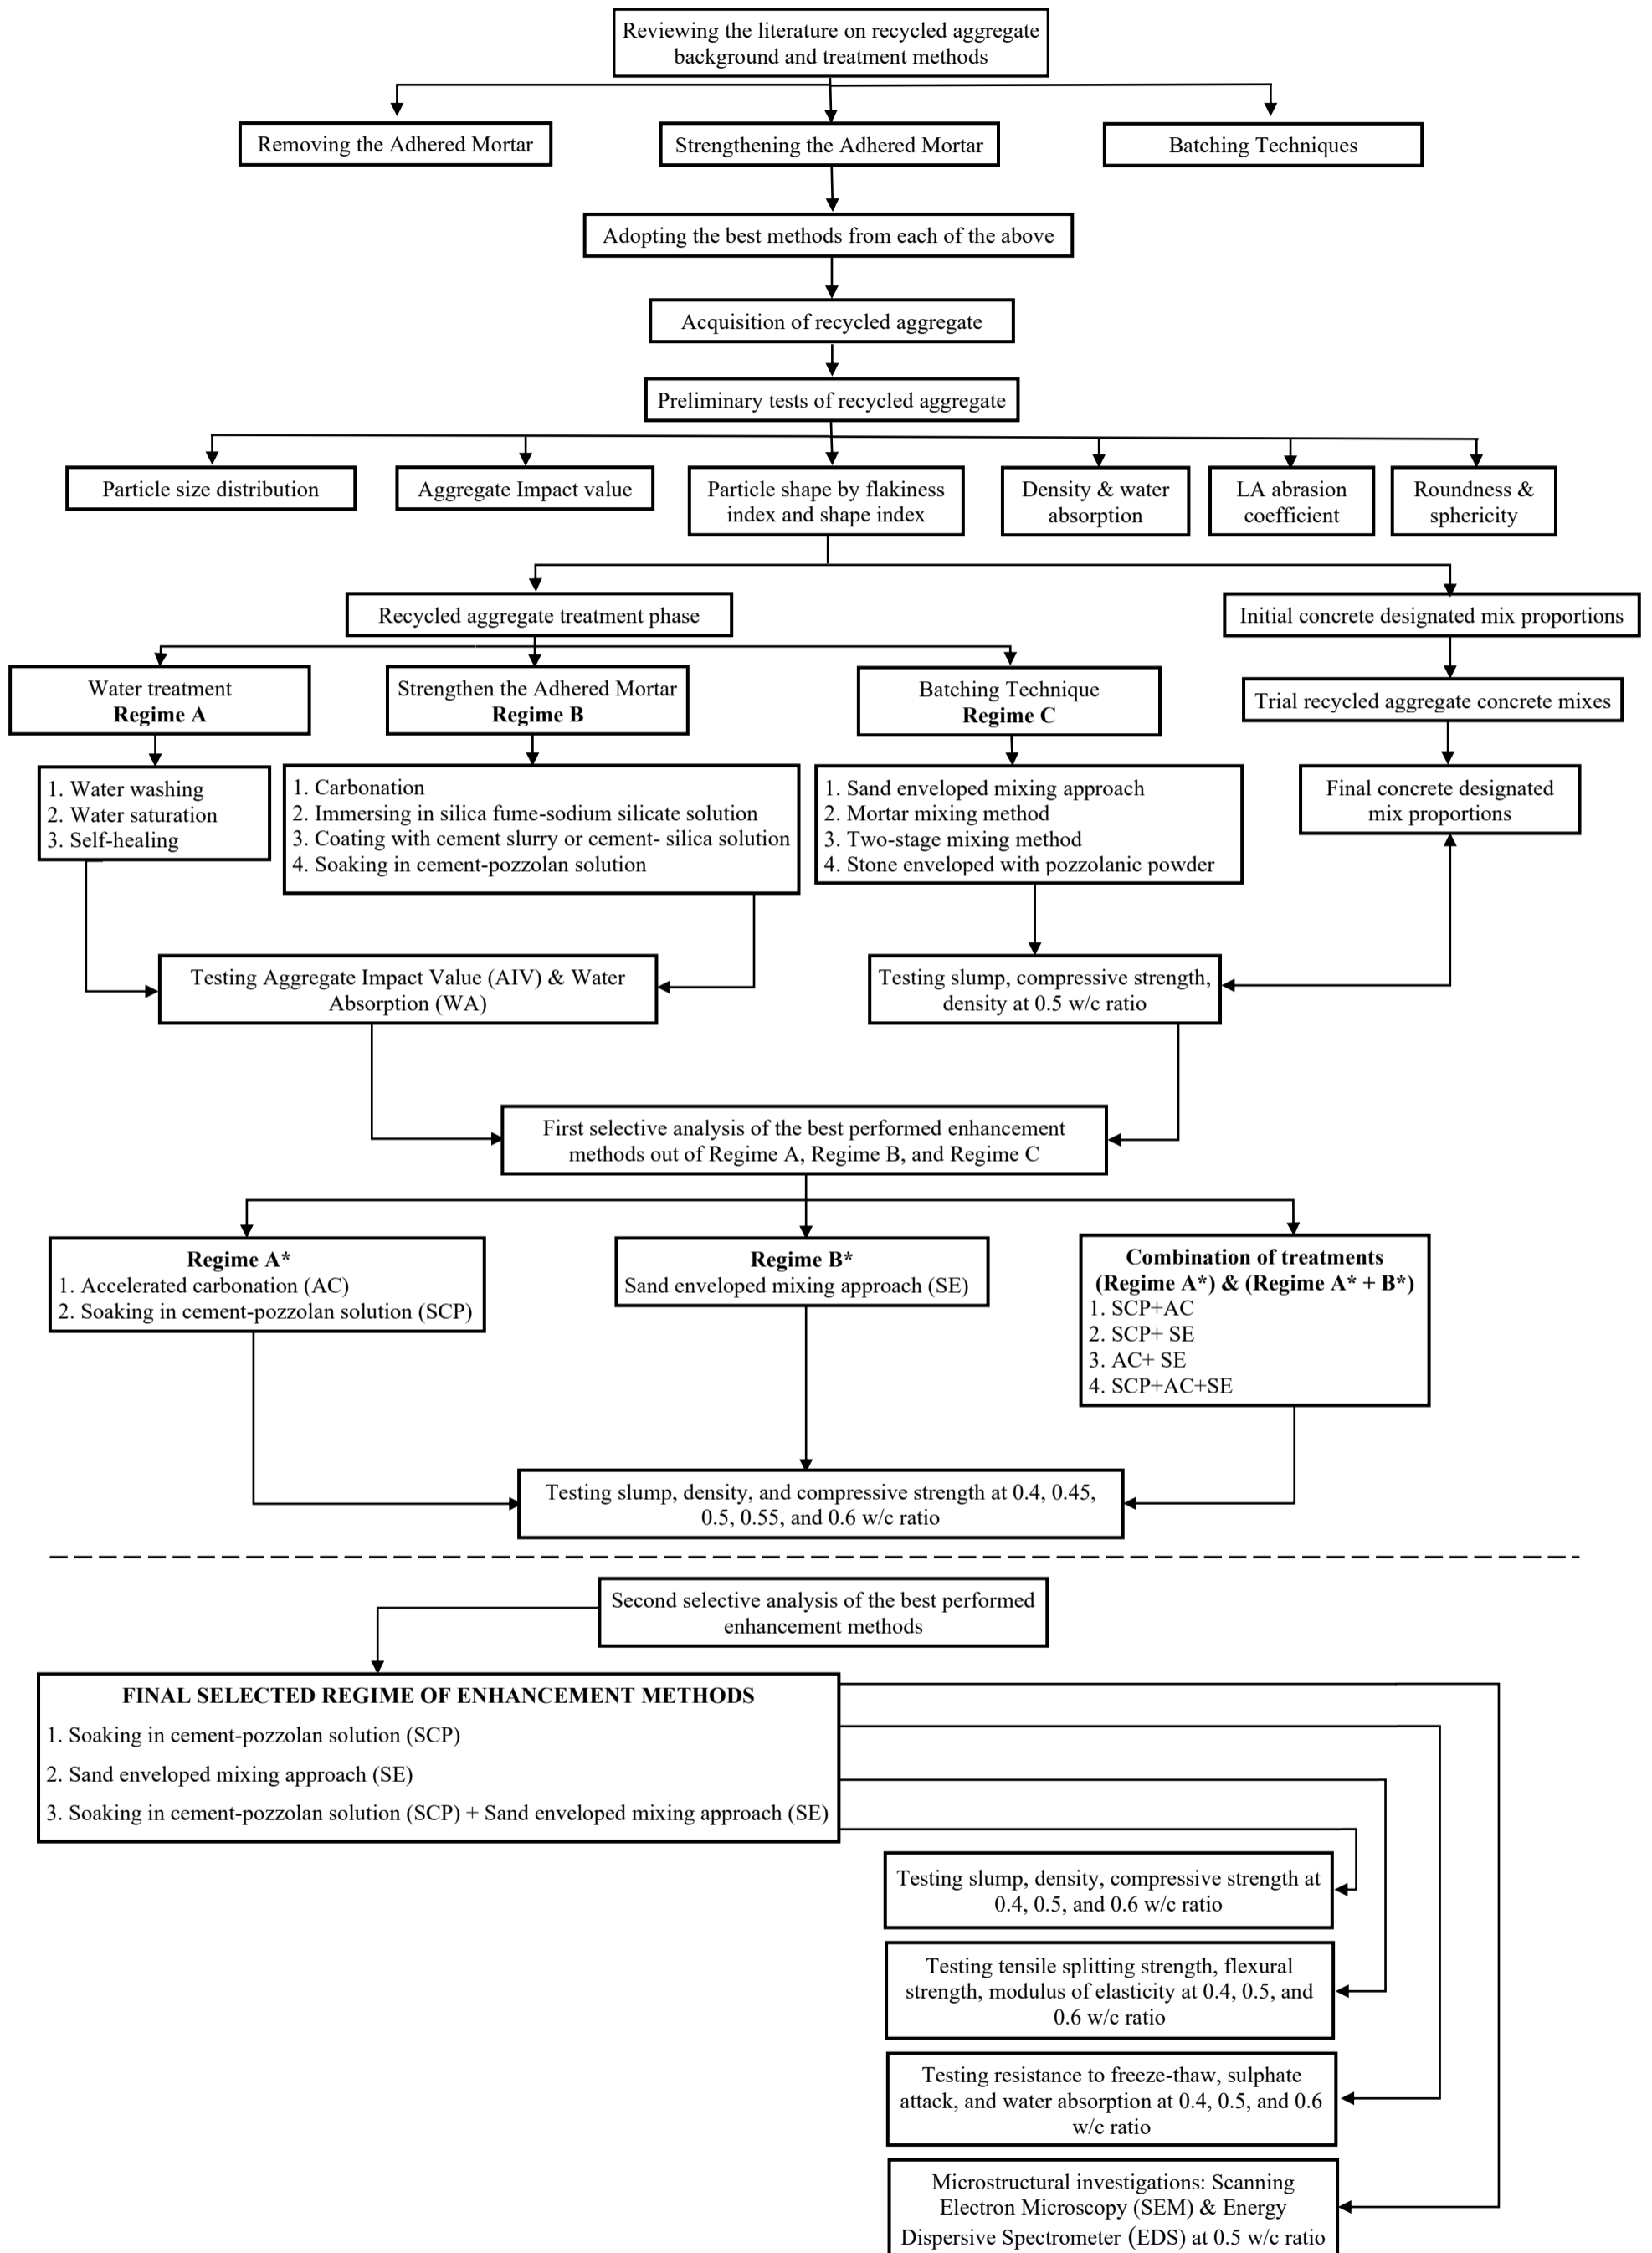 Reviewing the literature on recycled aggregate
background and treatment methods
Removing the Adhered Mortar
Strengthening the Adhered Mortar
Batching Techniques
Adopting the best methods from each of the above
Acquisition of recycled aggregate
Preliminary tests of recycled aggregate
Particle size distribution
Aggregate Impact value
Particle shape by flakiness
index and shape index
Density & water
absorption
LA abrasion
coefficient
Roundness &
sphericity
Recycled aggregate treatment phase
Initial concrete designated mix proportions
Water treatment
Regime A
Strengthen the Adhered Mortar
Regime B
Batching Technique
Regime C
Trial recycled aggregate concrete mixes
1. Water washing
2. Water saturation
3. Self-healing
1. Carbonation
2. Immersing in silica fume-sodium silicate solution
3. Coating with cement slurry or cement- silica solution
4. Soaking in cement-pozzolan solution
1. Sand enveloped mixing approach
2. Mortar mixing method
3. Two-stage mixing method
4. Stone enveloped with pozzolanic powder
Final concrete designated
mix proportions
Testing Aggregate Impact Value (AIV) & Water
Absorption (WA)
Testing slump, compressive strength,
density at 0.5 w/c ratio
First selective analysis of the best performed enhancement
methods out of Regime A, Regime B, and Regime C
Regime A*
1. Accelerated carbonation (AC)
2. Soaking in cement-pozzolan solution (SCP)
Regime B*
Sand enveloped mixing approach (SE)
Combination of treatments
(Regime A*) & (Regime A* + B*)
1. SCP+AC
2. SCP+ SE
3. AC+ SE
4. SCP+AC+SE
Testing slump, density, and compressive strength at 0.4, 0.45,
0.5, 0.55, and 0.6 w/c ratio
Second selective analysis of the best performed
enhancement methods
FINAL SELECTED REGIME OF ENHANCEMENT METHODS
1. Soaking in cement-pozzolan solution (SCP)
2. Sand enveloped mixing approach (SE)
3. Soaking in cement-pozzolan solution (SCP) + Sand enveloped mixing approach (SE)
Testing slump, density, compressive strength at
0.4, 0.5, and 0.6 w/c ratio
Testing tensile splitting strength, flexural
strength, modulus of elasticity at 0.4, 0.5, and
0.6 w/c ratio
Testing resistance to freeze-thaw, sulphate
attack, and water absorption at 0.4, 0.5, and 0.6
w/c ratio
Microstructural investigations: Scanning
Electron Microscopy (SEM) & Energy
Dispersive Spectrometer (EDS) at 0.5 w/c ratio